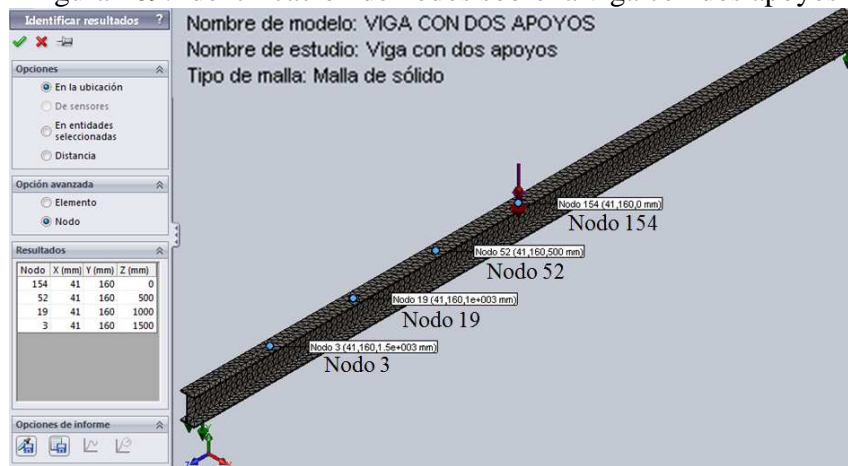 Identificar resultados ?
Opciones
En la ubicación
De sensores
En entidades
seleccionadas
Distancia
Opción avanzada
Elemento
Nodo
Resultados
Nodo X (mm) Y (mm) Z (mm)
154 41 160 0
52 41 160 500
19 41 160 1000
3 41 160 1500
Opciones de informe
Nombre de modelo: VIGA CON DOS APOYOS
Nombre de estudio: Viga con dos apoyos
Tipo de malla: Malla de sólido
Nodo 154 (41,160,0 mm)
Nodo 154
Nodo 52 (41,160,500 mm)
Nodo 52
Nodo 19 (41,160,1e+003 mm)
Nodo 19
Nodo 3 (41,160,1.5e+003 mm)
Nodo 3